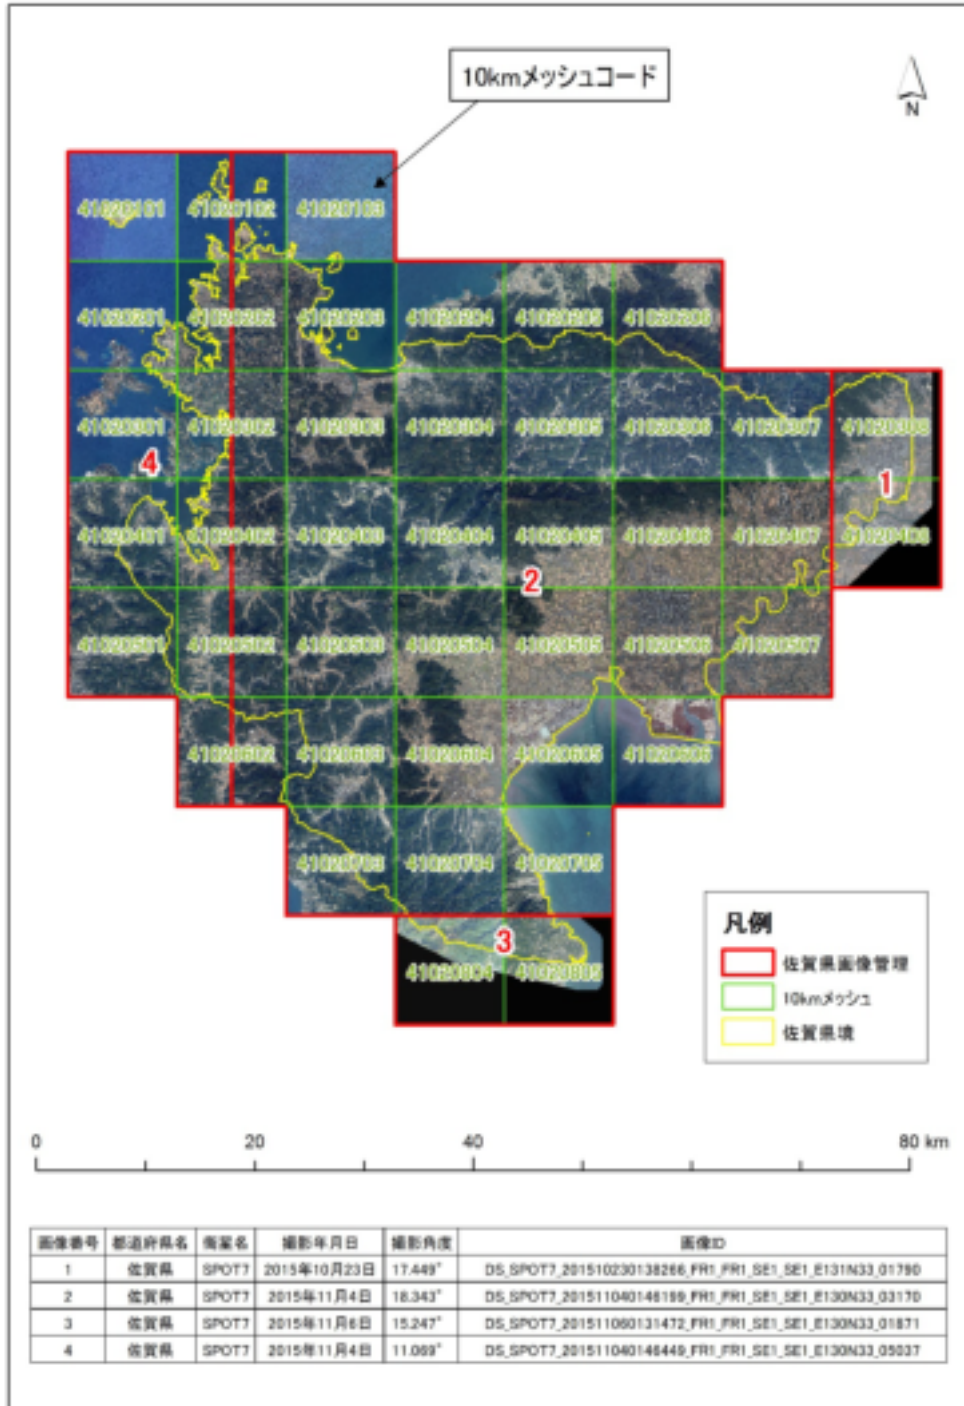 10kmメッシュコード
N
41020101 41020102 41020103
41020201 41020202 41020203 41020204 41020205 41020206
41020301 41020302 41020303 41020304 41020305 41020306 41020307 41020308
4
1
41020401 41020402 41020403 41020404 41020405 41020406 41020407 41020408
2
41020501 41020502 41020503 41020504 41020505 41020506 41020507
41020602 41020603 41020604 41020605 41020606
41020703 41020704 41020705
3
41020804 41020805
凡例
佐賀県画像管理
10kmメッシュ
佐賀県境
0 20 40 80 km
画像番号 都道府県名 衛星名 撮影年月日 撮影角度 画像ID
1 佐賀県 SPOT7 2015年10月23日 17.449° DS_SPOT7_201510230138266_FR1_FR1_SE1_SE1_E131N33_01790
2 佐賀県 SPOT7 2015年11月4日 18.343° DS_SPOT7_201511040146199_FR1_FR1_SE1_SE1_E130N33_03170
3 佐賀県 SPOT7 2015年11月6日 15.247° DS_SPOT7_201511060131472_FR1_FR1_SE1_SE1_E130N33_01871
4 佐賀県 SPOT7 2015年11月4日 11.069° DS_SPOT7_201511040146449_FR1_FR1_SE1_SE1_E130N33_05037